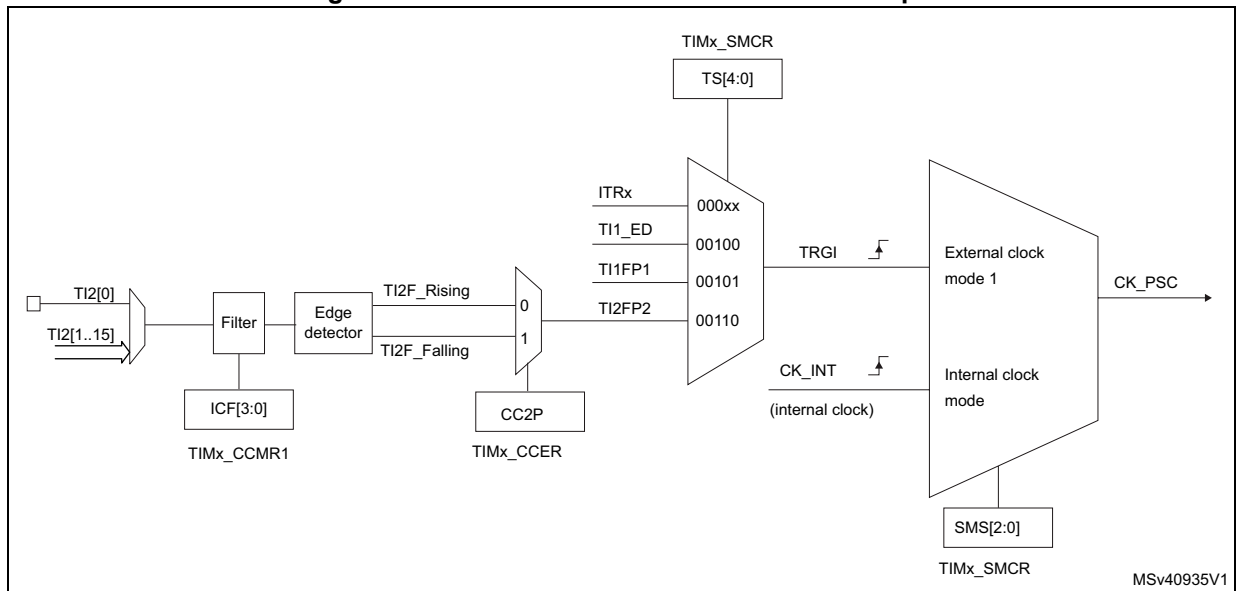 TIMx_SMCR
TS[4:0]
ITRx
000xx
TI1_ED
00100
TI1FP1
00101
TI2FP2
00110
TRGI
External clock
mode 1
CK_PSC
TI2[0]
TI2[1..15]
Filter
Edge
detector
TI2F_Rising
TI2F_Falling
0
1
CK_INT
(internal clock)
Internal clock
mode
ICF[3:0]
TIMx_CCMR1
CC2P
TIMx_CCER
SMS[2:0]
TIMx_SMCR
MSv40935V1